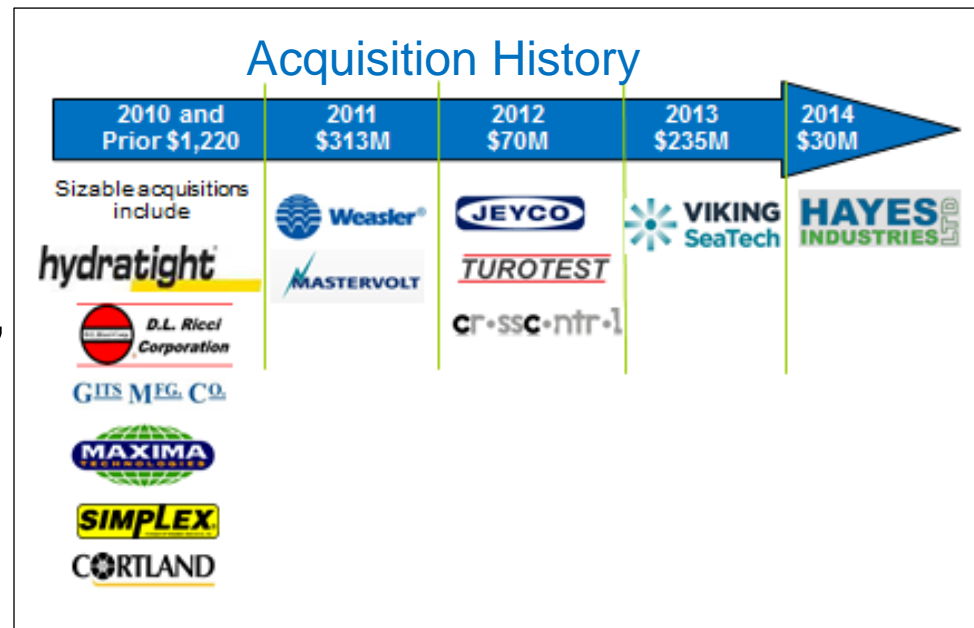 Acquisition History
2010 and
Prior $1,220
2011
$313M
2012
$70M
2013
$235M
2014
$30M
Sizable acquisitions
include
hydratight
D.L. Ricci
Corporation
GITS MFG. CO.
MAXIMA
TECHNOLOGIES
SIMPLEX
CORTLAND
Weasler®
MASTERVOLT
JEYCO
TUROTEST
cr•ssc•ntr•l
VIKING
SeaTech
HAYES
INDUSTRIES
LTD